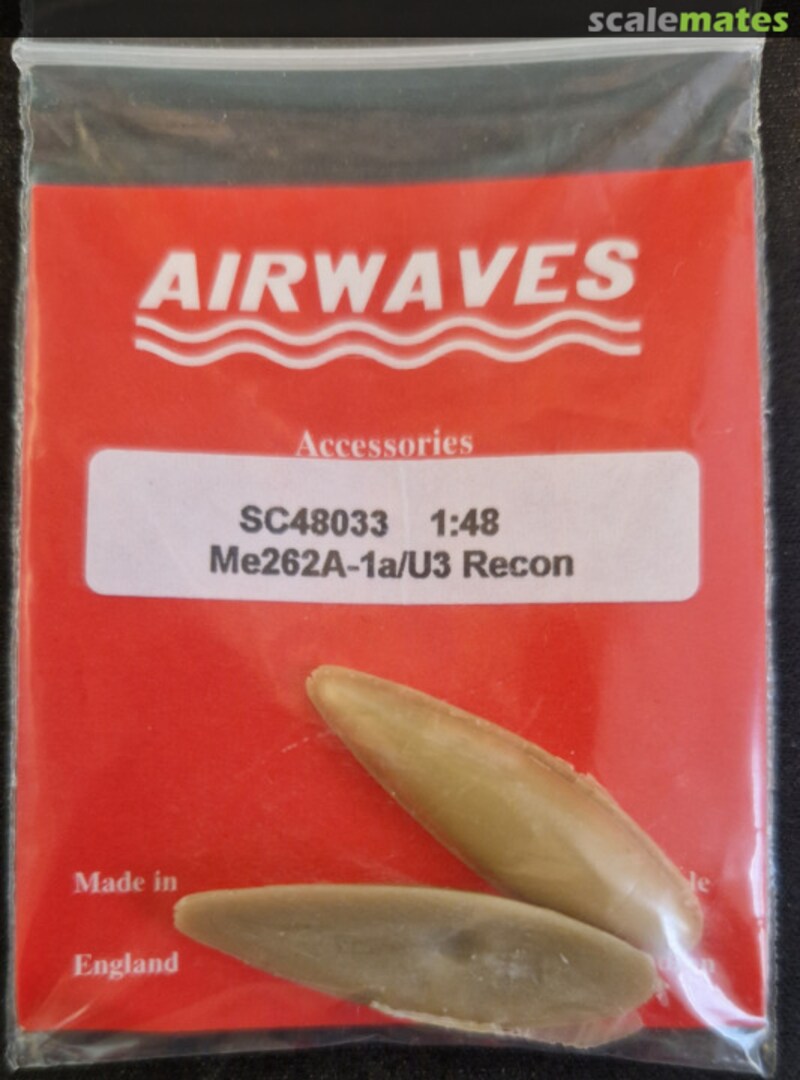 scalemates
AIRWAVES
Accessories
SC48033 1:48
Me262A-1a/U3 Recon
Made in
England